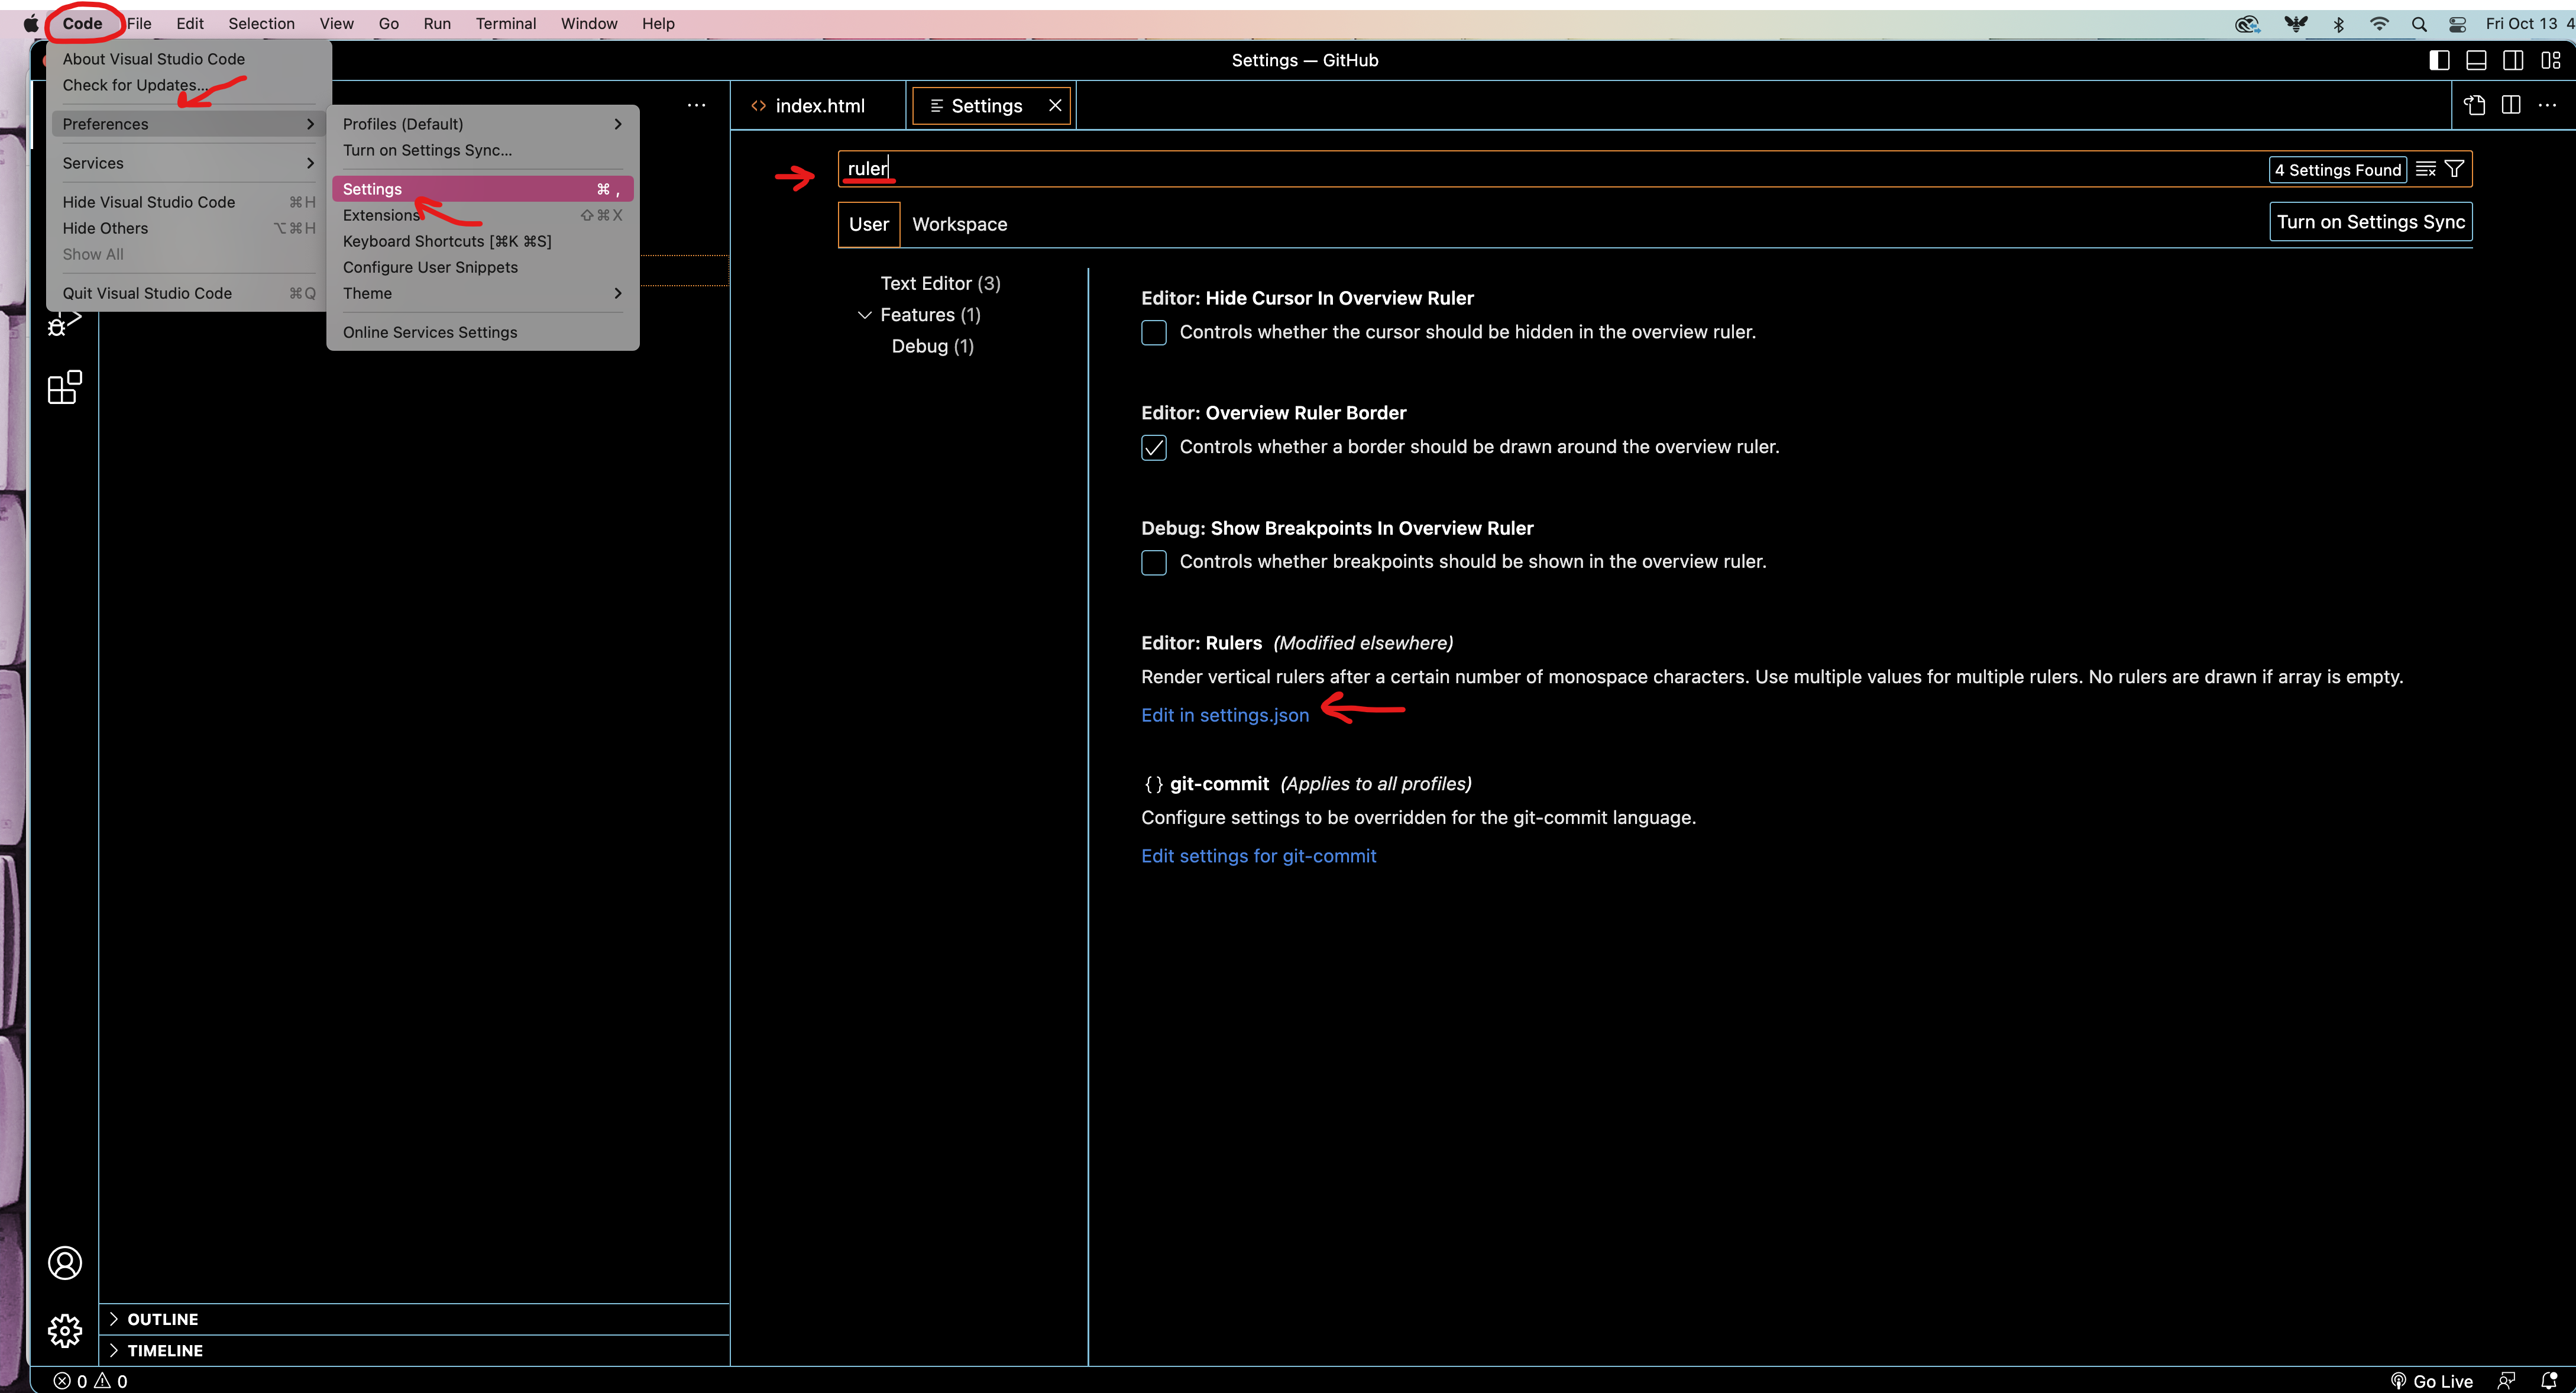 Code File Edit Selection View Go Run Terminal Window Help Fri Oct 13 4
About Visual Studio Code
Check for Updates...
Preferences
Services
Hide Visual Studio Code ⌘H
Hide Others ⌥⌘H
Show All
Quit Visual Studio Code ⌘Q
Profiles (Default)
Turn on Settings Sync...
Settings ⌘ ,
Extensions ⇧⌘X
Keyboard Shortcuts [⌘K ⌘S]
Configure User Snippets
Theme
Online Services Settings
Settings — GitHub
index.html Settings
ruler 4 Settings Found
User Workspace Turn on Settings Sync
Text Editor (3)
Features (1)
Debug (1)
Editor: Hide Cursor In Overview Ruler
Controls whether the cursor should be hidden in the overview ruler.
Editor: Overview Ruler Border
Controls whether a border should be drawn around the overview ruler.
Debug: Show Breakpoints In Overview Ruler
Controls whether breakpoints should be shown in the overview ruler.
Editor: Rulers (Modified elsewhere)
Render vertical rulers after a certain number of monospace characters. Use multiple values for multiple rulers. No rulers are drawn if array is empty.
Edit in settings.json
{} git-commit (Applies to all profiles)
Configure settings to be overridden for the git-commit language.
Edit settings for git-commit
OUTLINE
TIMELINE
0 0 Go Live